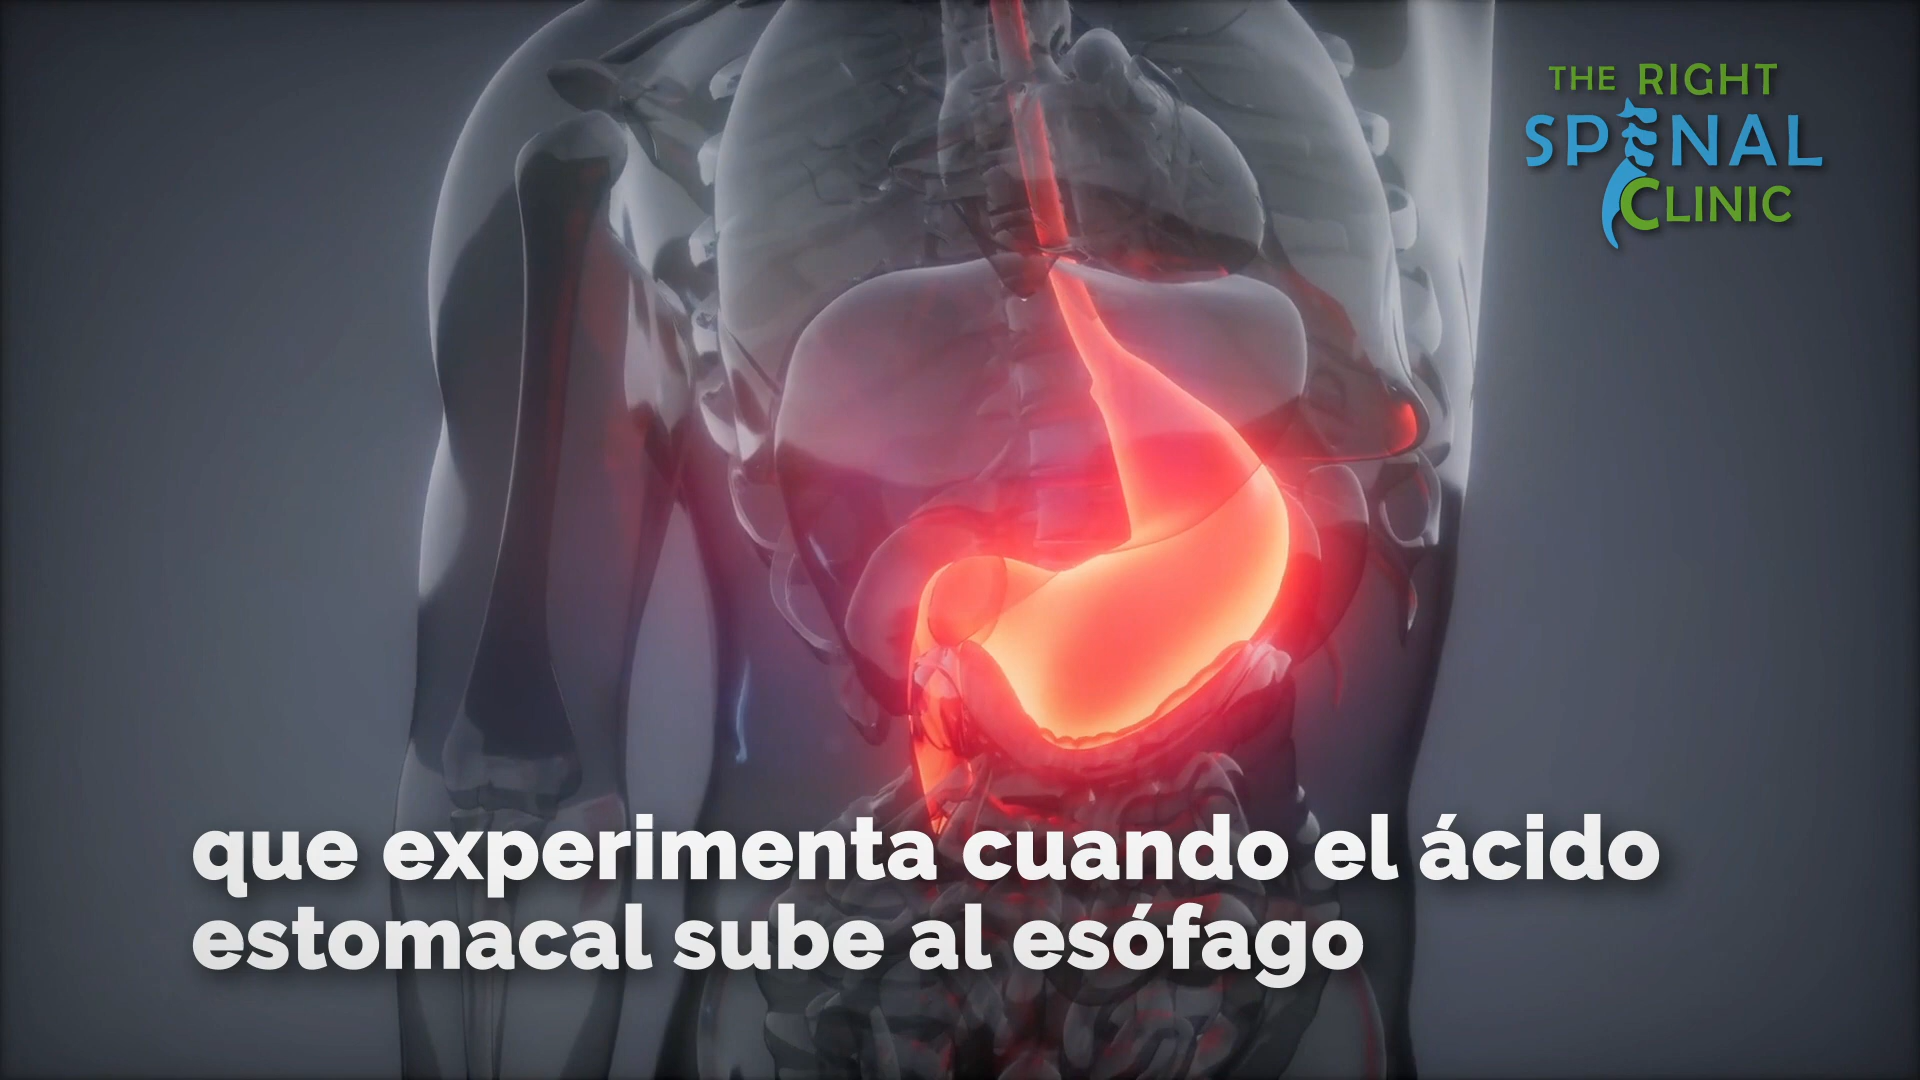 THE RIGHT
SPINAL
CLINIC
que experimenta cuando el ácido
estomacal sube al esófago